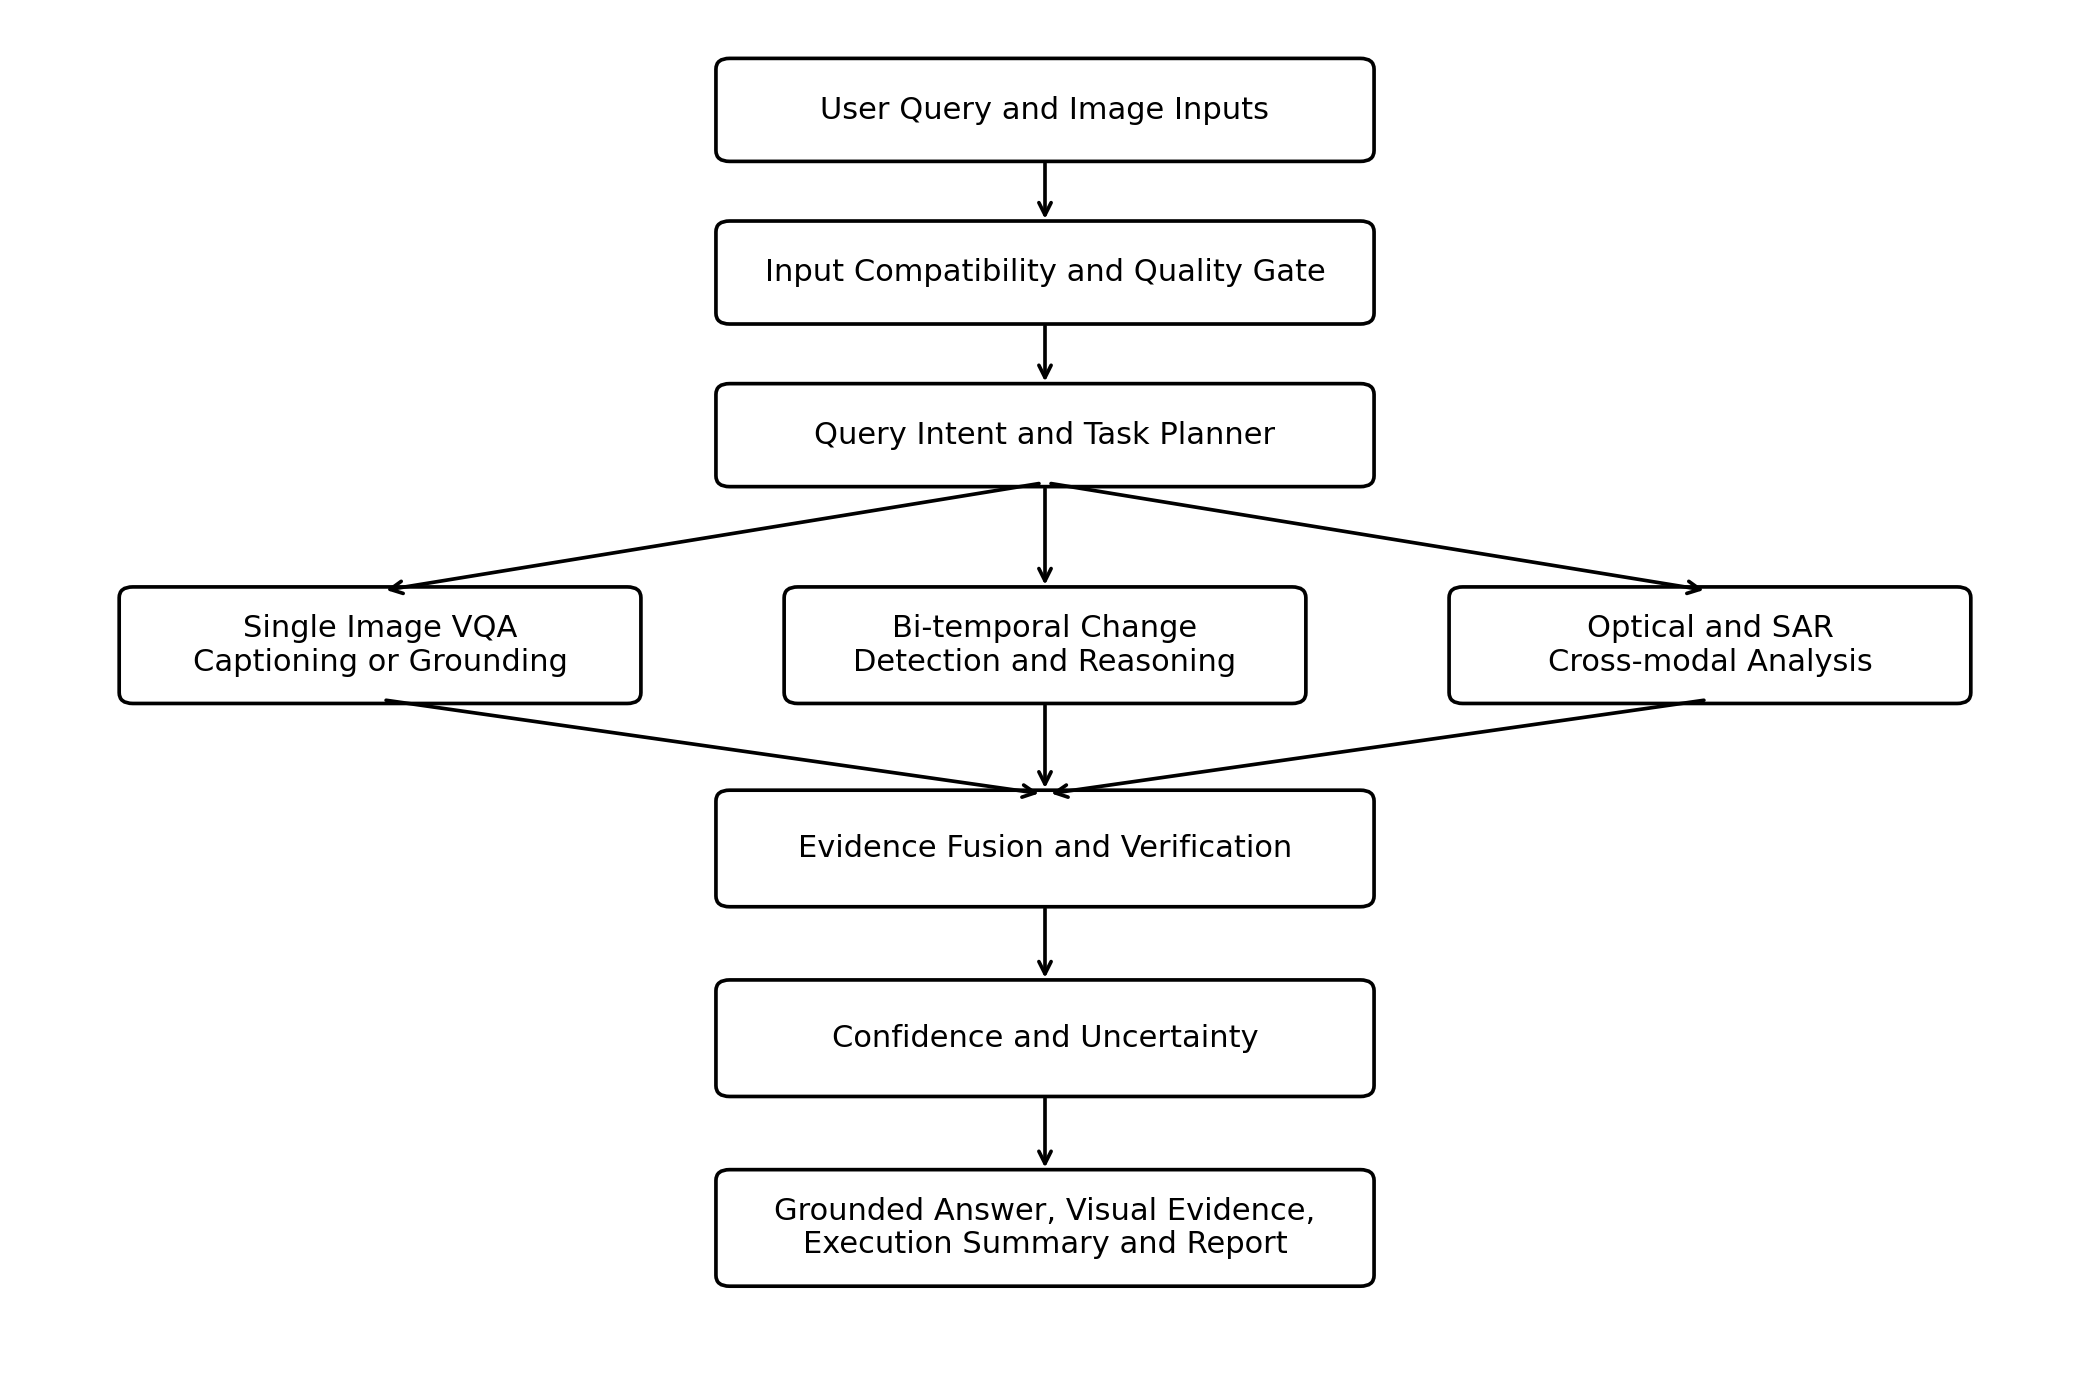 User Query and Image Inputs
Input Compatibility and Quality Gate
Query Intent and Task Planner
Single Image VQA
Captioning or Grounding
Bi-temporal Change
Detection and Reasoning
Optical and SAR
Cross-modal Analysis
Evidence Fusion and Verification
Confidence and Uncertainty
Grounded Answer, Visual Evidence,
Execution Summary and Report